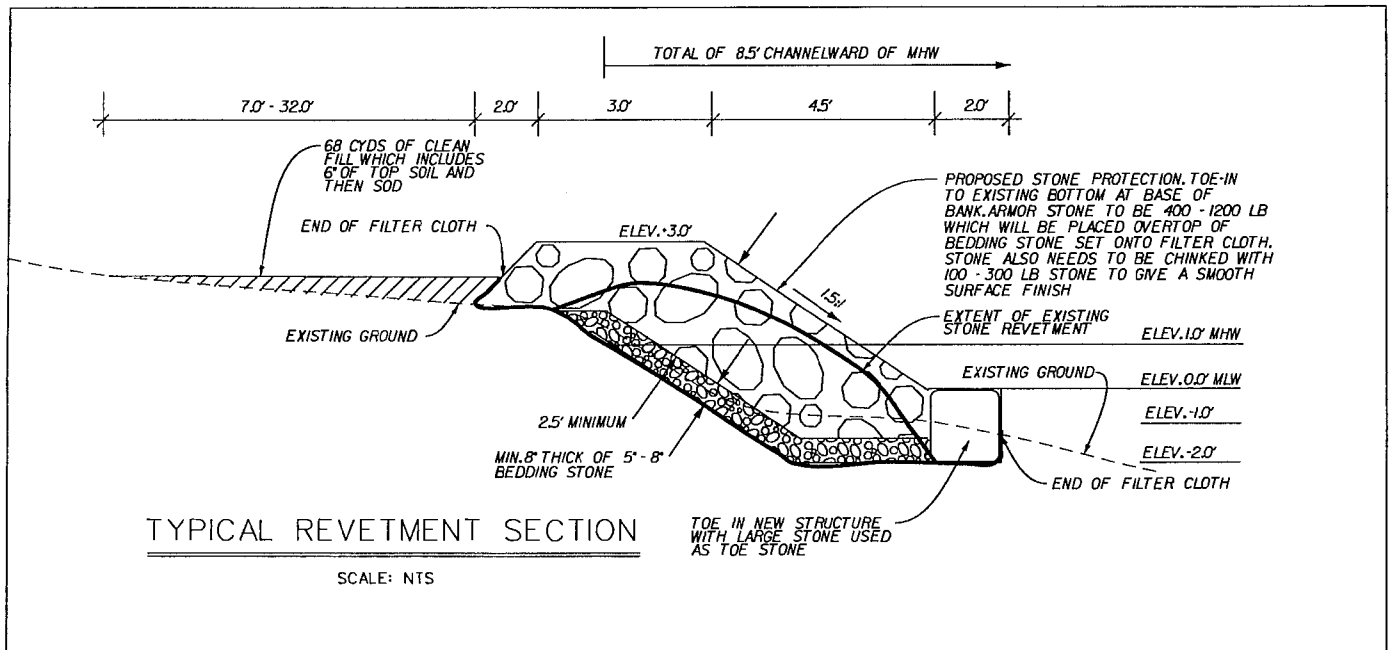 TOTAL OF 8.5' CHANNELWARD OF MHW
7.0' - 32.0'
2.0'
3.0'
4.5'
2.0'
68 CYDS OF CLEAN
FILL WHICH INCLUDES
6" OF TOP SOIL AND
THEN SOD
END OF FILTER CLOTH
ELEV.+3.0'
PROPOSED STONE PROTECTION. TOE-IN
TO EXISTING BOTTOM AT BASE OF
BANK. ARMOR STONE TO BE 400 - 1200 LB
WHICH WILL BE PLACED OVERTOP OF
BEDDING STONE SET ONTO FILTER CLOTH.
STONE ALSO NEEDS TO BE CHINKED WITH
100 - 300 LB STONE TO GIVE A SMOOTH
SURFACE FINISH
1.5:1
EXTENT OF EXISTING
STONE REVETMENT
EXISTING GROUND
ELEV. 1.0' MHW
EXISTING GROUND
ELEV. 0.0' MLW
ELEV.-1.0'
2.5' MINIMUM
MIN. 8" THICK OF 5" - 8"
BEDDING STONE
ELEV.-2.0'
END OF FILTER CLOTH
TOE IN NEW STRUCTURE
WITH LARGE STONE USED
AS TOE STONE
TYPICAL REVETMENT SECTION
SCALE: NTS